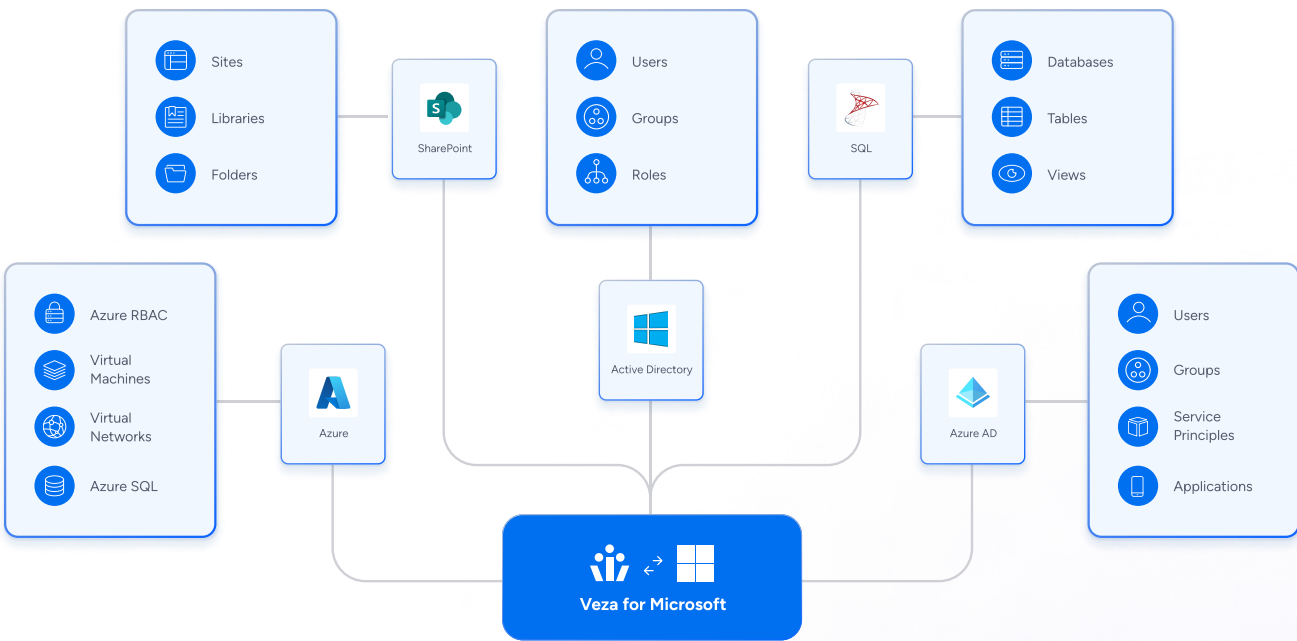 Sites
Libraries
Folders
S
SharePoint
Users
Groups
Roles
SQL
Databases
Tables
Views
Azure RBAC
Virtual
Machines
Virtual
Networks
Azure SQL
Azure
Active Directory
Azure AD
Users
Groups
Service
Principles
Applications
Veza for Microsoft